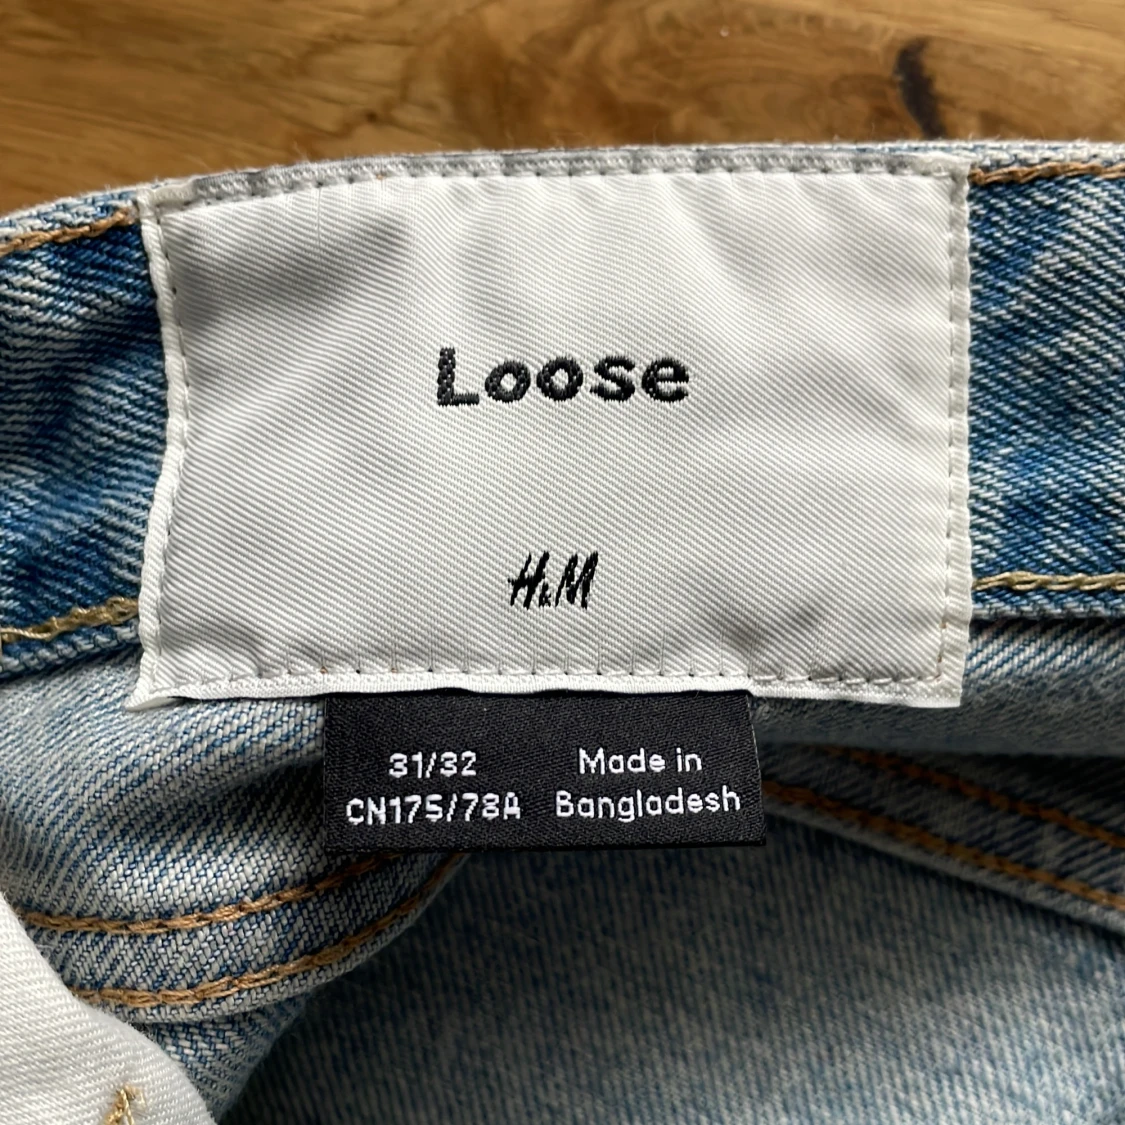 Loose
H&M
31/32
CN175/78A
Made in
Bangladesh